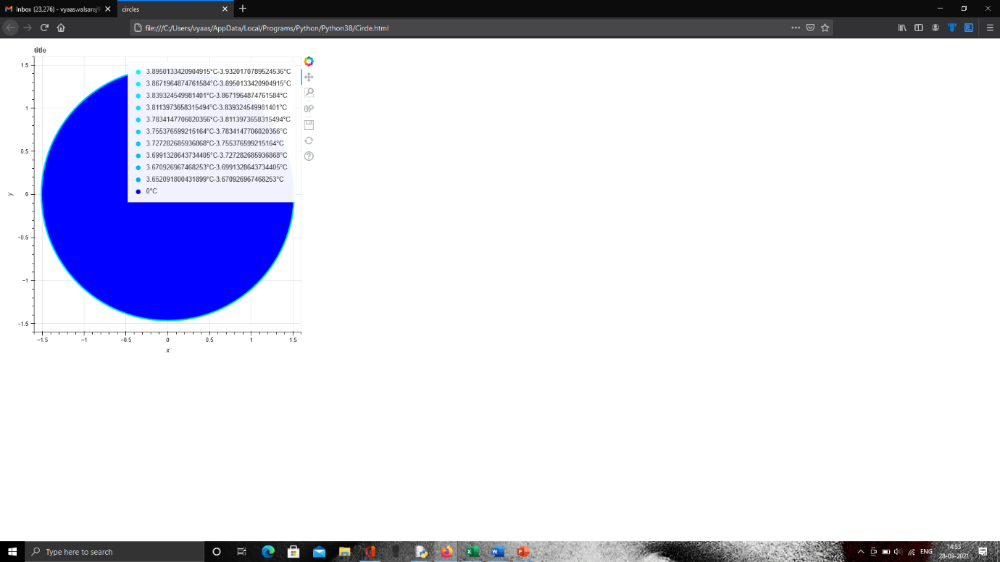 Inbox (23,276) - vyaas.valsaraj9
circles
file:///C:/Users/vyaas/AppData/Local/Programs/Python/Python38/Circle.html
title
3.8950133420904915°C-3.9320170789524536°C
3.8671964874761584°C-3.8950133420904915°C
3.839324549981401°C-3.8671964874761584°C
3.8113973658315494°C-3.839324549981401°C
3.7834147706020356°C-3.8113973658315494°C
3.755376599215164°C-3.7834147706020356°C
3.727282685936868°C-3.755376599215164°C
3.6991328643734405°C-3.727282685936868°C
3.670926967468253°C-3.6991328643734405°C
3.652091800431899°C-3.670926967468253°C
0°C
1.5
1
0.5
0
−0.5
−1
−1.5
y
−1.5
−1
−0.5
0
0.5
1
1.5
x
Type here to search
ENG
14:55
28-03-2021